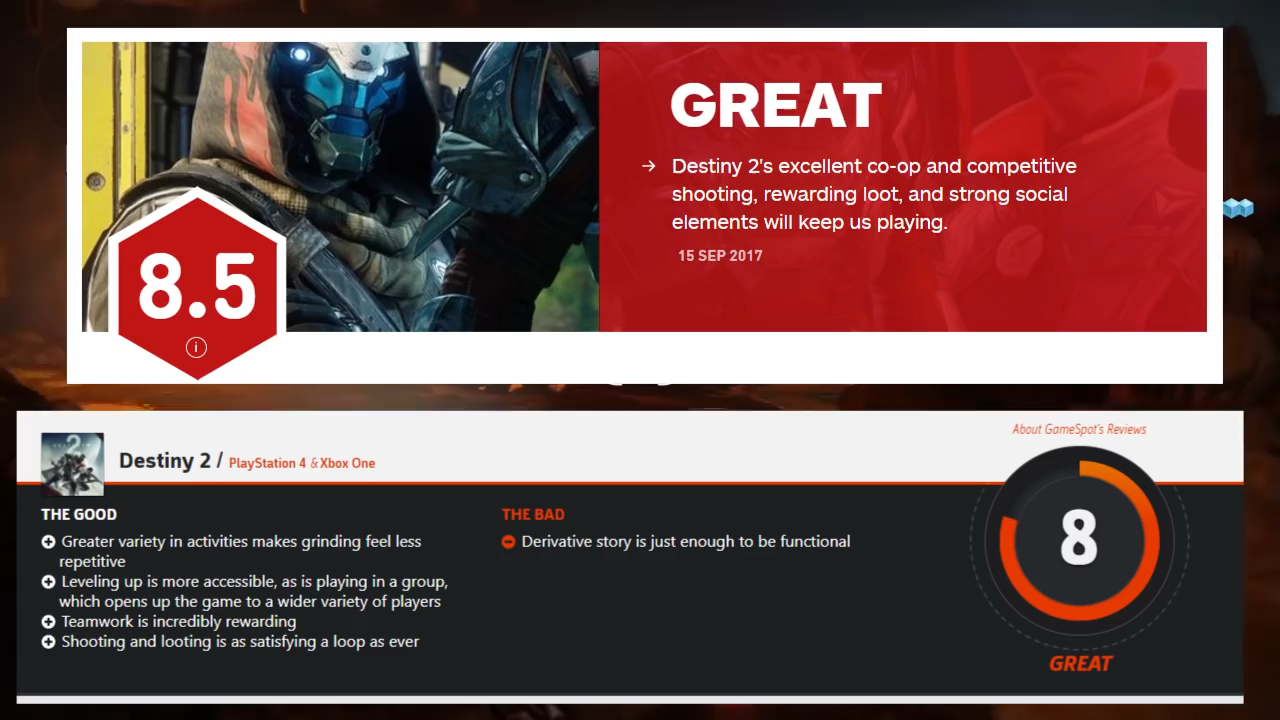 GREAT
→ Destiny 2's excellent co-op and competitive
shooting, rewarding loot, and strong social
elements will keep us playing.
15 SEP 2017
8.5
About GameSpot's Reviews
Destiny 2 / PlayStation 4 & Xbox One
THE GOOD
Greater variety in activities makes grinding feel less
repetitive
Leveling up is more accessible, as is playing in a group,
which opens up the game to a wider variety of players
Teamwork is incredibly rewarding
Shooting and looting is as satisfying a loop as ever
THE BAD
Derivative story is just enough to be functional
8
GREAT